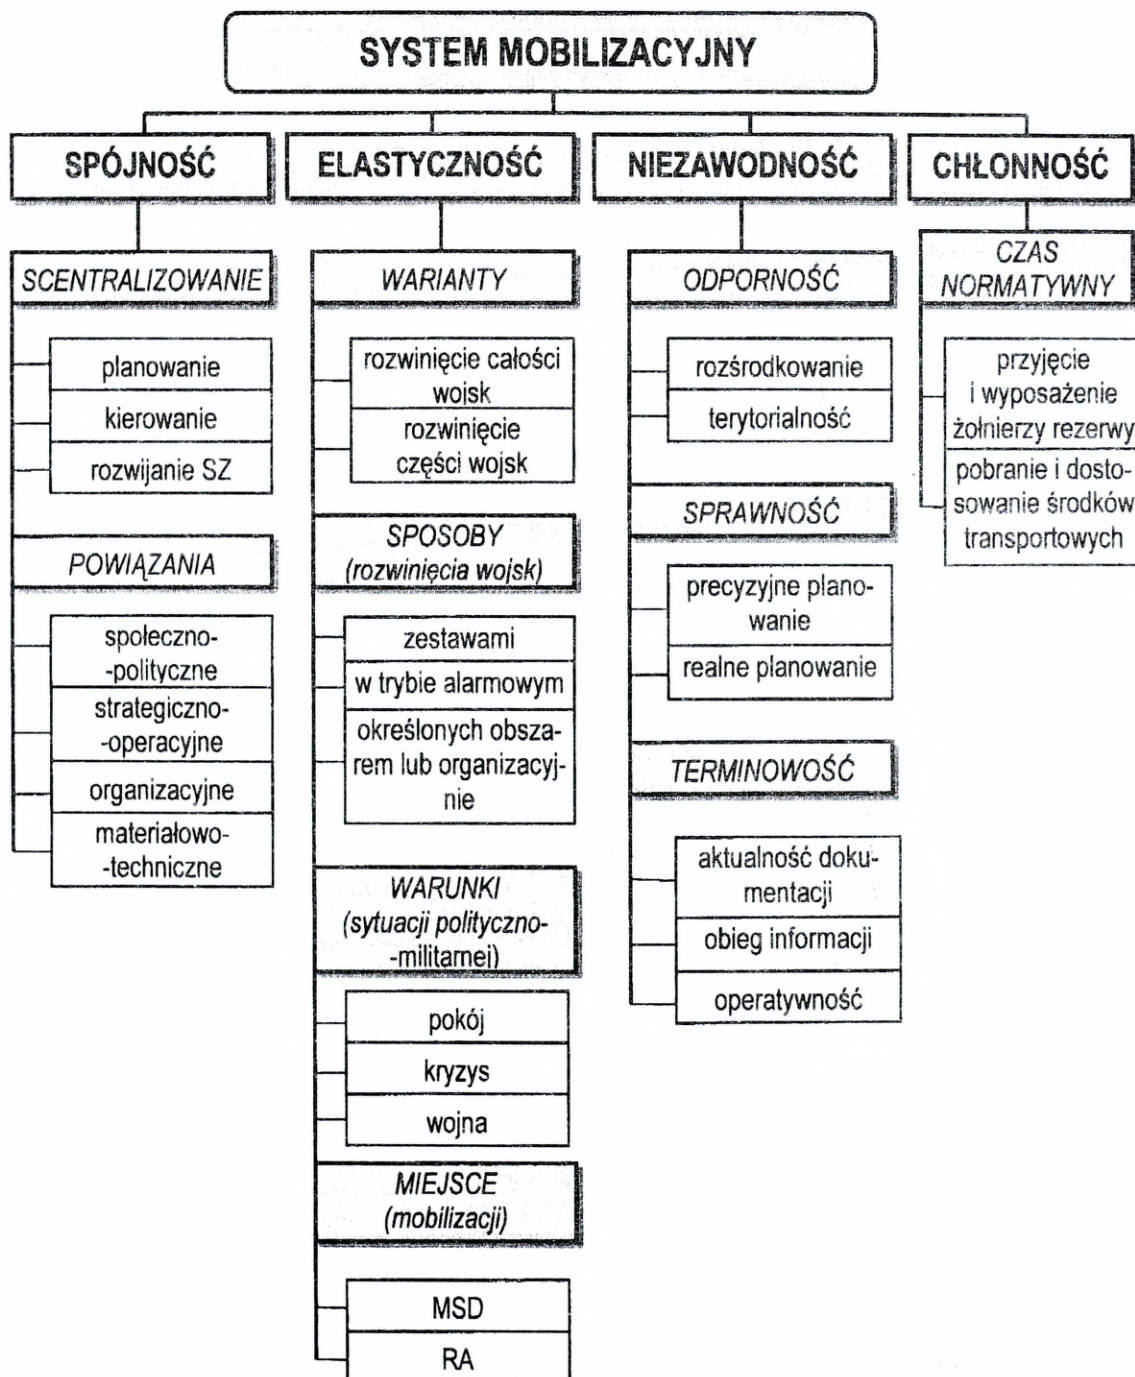 SYSTEM MOBILIZACYJNY
SPÓJNOŚĆ
SCENTRALIZOWANIE
planowanie
kierowanie
rozwijanie SZ
POWIĄZANIA
społeczno-
-polityczne
strategiczno-
-operacyjne
organizacyjne
materiałowo-
-techniczne
ELASTYCZNOŚĆ
WARIANTY
rozwinięcie całości
wojsk
rozwinięcie
części wojsk
SPOSOBY
(rozwinięcia wojsk)
zestawami
w trybie alarmowym
określonych obsza-
rem lub organizacyj-
nie
WARUNKI
(sytuacji polityczno-
-militarnej)
pokój
kryzys
wojna
MIEJSCE
(mobilizacji)
MSD
RA
NIEZAWODNOŚĆ
ODPORNOŚĆ
rozśrodkowanie
terytorialność
SPRAWNOŚĆ
precyzyjne plano-
wanie
realne planowanie
TERMINOWOŚĆ
aktualność doku-
mentacji
obieg informacji
operatywność
CHŁONNOŚĆ
CZAS
NORMATYWNY
przyjęcie
i wyposażenie
żołnierzy rezerwy
pobranie i dosto-
sowanie środków
transportowych